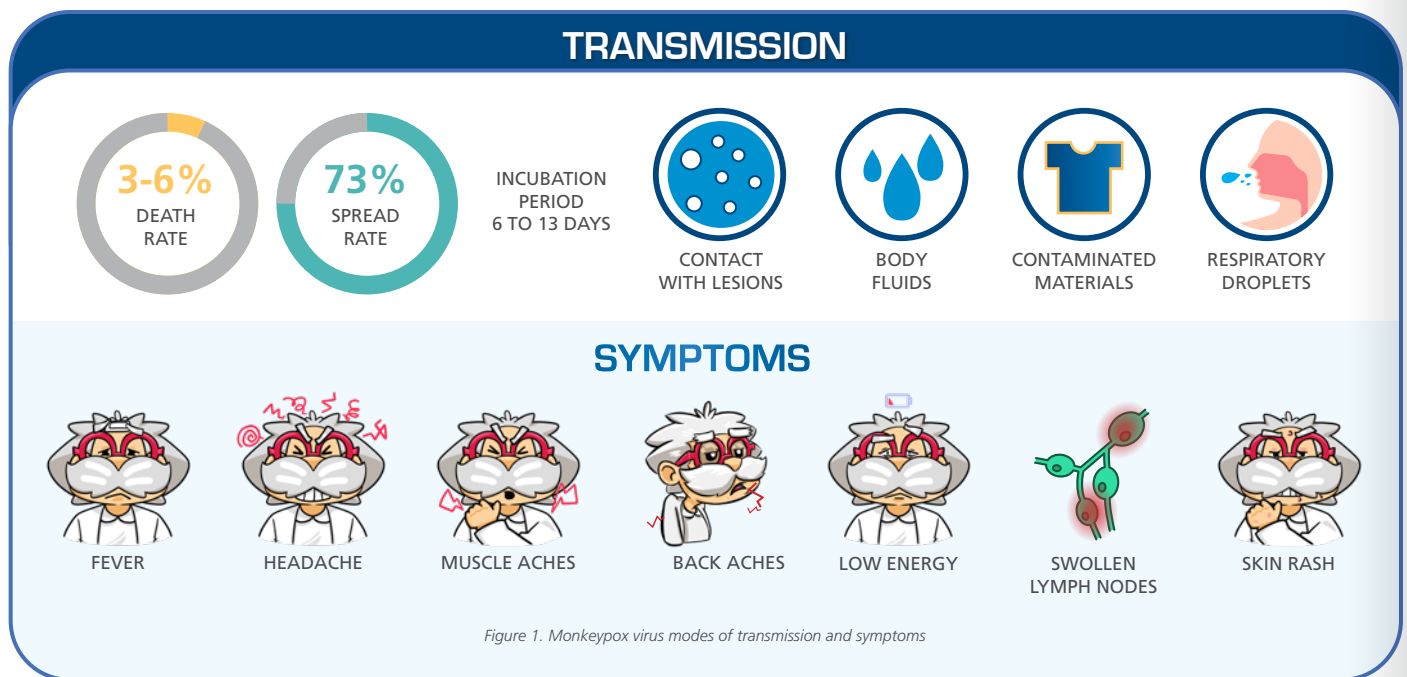 TRANSMISSION
3-6%
DEATH
RATE
73%
SPREAD
RATE
INCUBATION
PERIOD
6 TO 13 DAYS
CONTACT
WITH LESIONS
BODY
FLUIDS
CONTAMINATED
MATERIALS
RESPIRATORY
DROPLETS
SYMPTOMS
FEVER
HEADACHE
MUSCLE ACHES
BACK ACHES
LOW ENERGY
SWOLLEN
LYMPH NODES
SKIN RASH
Figure 1. Monkeypox virus modes of transmission and symptoms